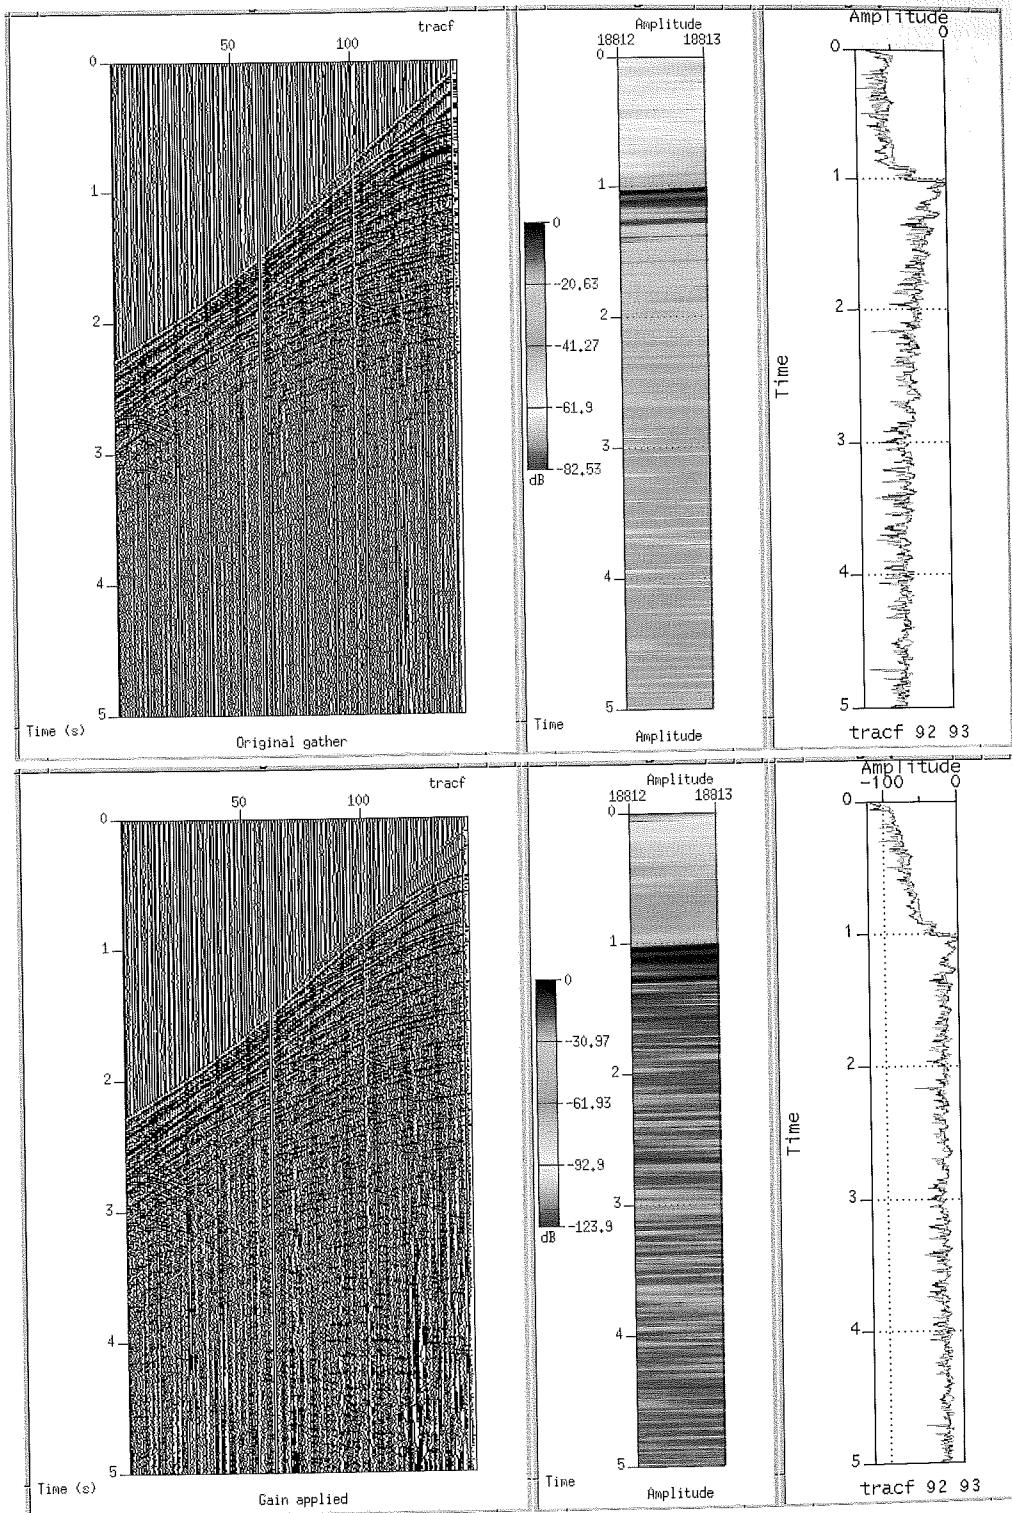 tracf
50 100
0
1
2
3
4
5
Time (s)
Original gather
Amplitude
18812 18813
0
1
2
3
4
5
0
-20.63
-41.27
-61.9
-82.53
dB
Time
Amplitude
Amplitude
0
0
1
2
3
4
5
Time
tracf 92 93
tracf
50 100
0
1
2
3
4
5
Time (s)
Gain applied
Amplitude
18812 18813
0
1
2
3
4
5
0
-30.97
-61.93
-92.9
-123.9
dB
Time
Amplitude
Amplitude
-100 0
0
1
2
3
4
5
Time
tracf 92 93